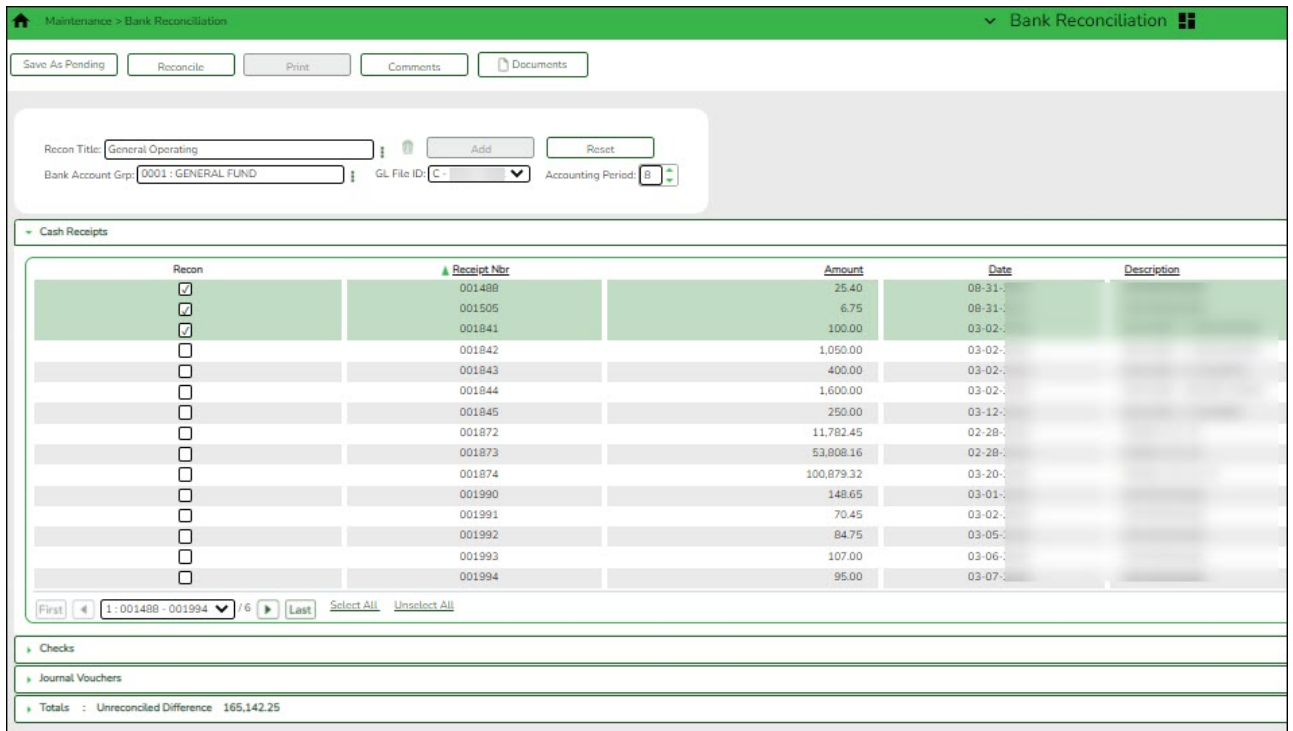 Maintenance > Bank Reconciliation
Bank Reconciliation
Save As Pending Reconcile Print Comments Documents
Recon Title: General Operating Add Reset
Bank Account Grp: 0001 : GENERAL FUND GL File ID: C - Accounting Period: 8
Cash Receipts
Recon Receipt Nbr Amount Date Description
001488 25.40 08-31-
001505 6.75 08-31-
001841 100.00 03-02-
001842 1,050.00 03-02-
001843 400.00 03-02-
001844 1,600.00 03-02-
001845 250.00 03-12-
001872 11,782.45 02-28-
001873 53,808.16 02-28-
001874 100,879.32 03-20-
001990 148.65 03-01-
001991 70.45 03-02-
001992 84.75 03-05-
001993 107.00 03-06-
001994 95.00 03-07-
First 1 : 001488 - 001994 / 6 Last Select All Unselect All
Checks
Journal Vouchers
Totals : Unreconciled Difference 165,142.25